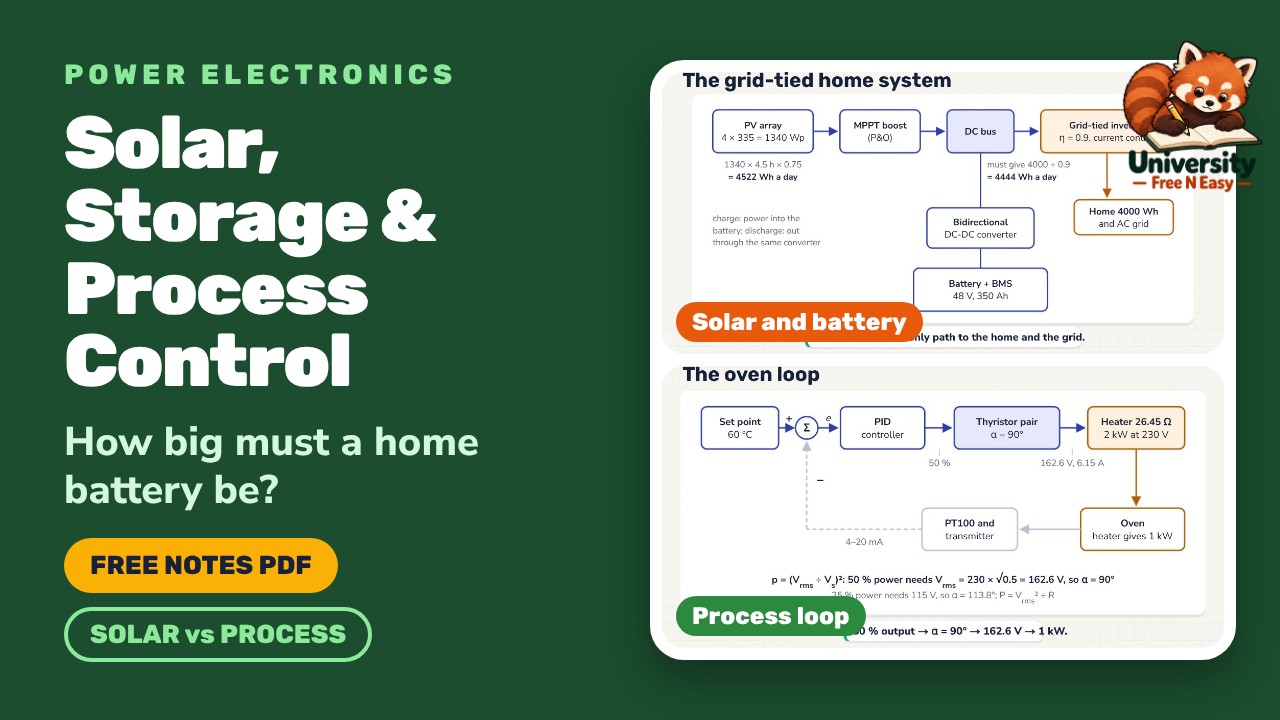 POWER ELECTRONICS
Solar,
Storage &
Process
Control
How big must a home
battery be?
FREE NOTES PDF
SOLAR vs PROCESS
The grid-tied home system
PV array
4 × 335 = 1340 Wp
MPPT boost
(P&O)
DC bus
Grid-tied
η = 0.9, current
1340 × 4.5 h × 0.75
= 4522 Wh a day
must give 4000 ÷ 0.9
= 4444 Wh a day
charge: power into the
battery; discharge: out
through the same converter
Bidirectional
DC-DC converter
Home 4000 Wh
and AC grid
Battery + BMS
48 V, 350 Ah
Solar and battery
path to the home and the grid.
University
Free N Easy
The oven loop
Set point
60 °C
+
Σ
e
PID
controller
Thyristor pair
α = 90°
Heater 26.45 Ω
2 kW at 230 V
50 %
162.6 V, 6.15 A
−
PT100 and
transmitter
Oven
heater gives 1 kW
4–20 mA
p = (Vrms ÷ Vs)²: 50 % power needs Vrms = 230 × √0.5 = 162.6 V, so α = 90°
25 % power needs 115 V, so α = 113.8°; P = Vrms² ÷ R
Process loop
50 % output → α = 90° → 162.6 V → 1 kW.